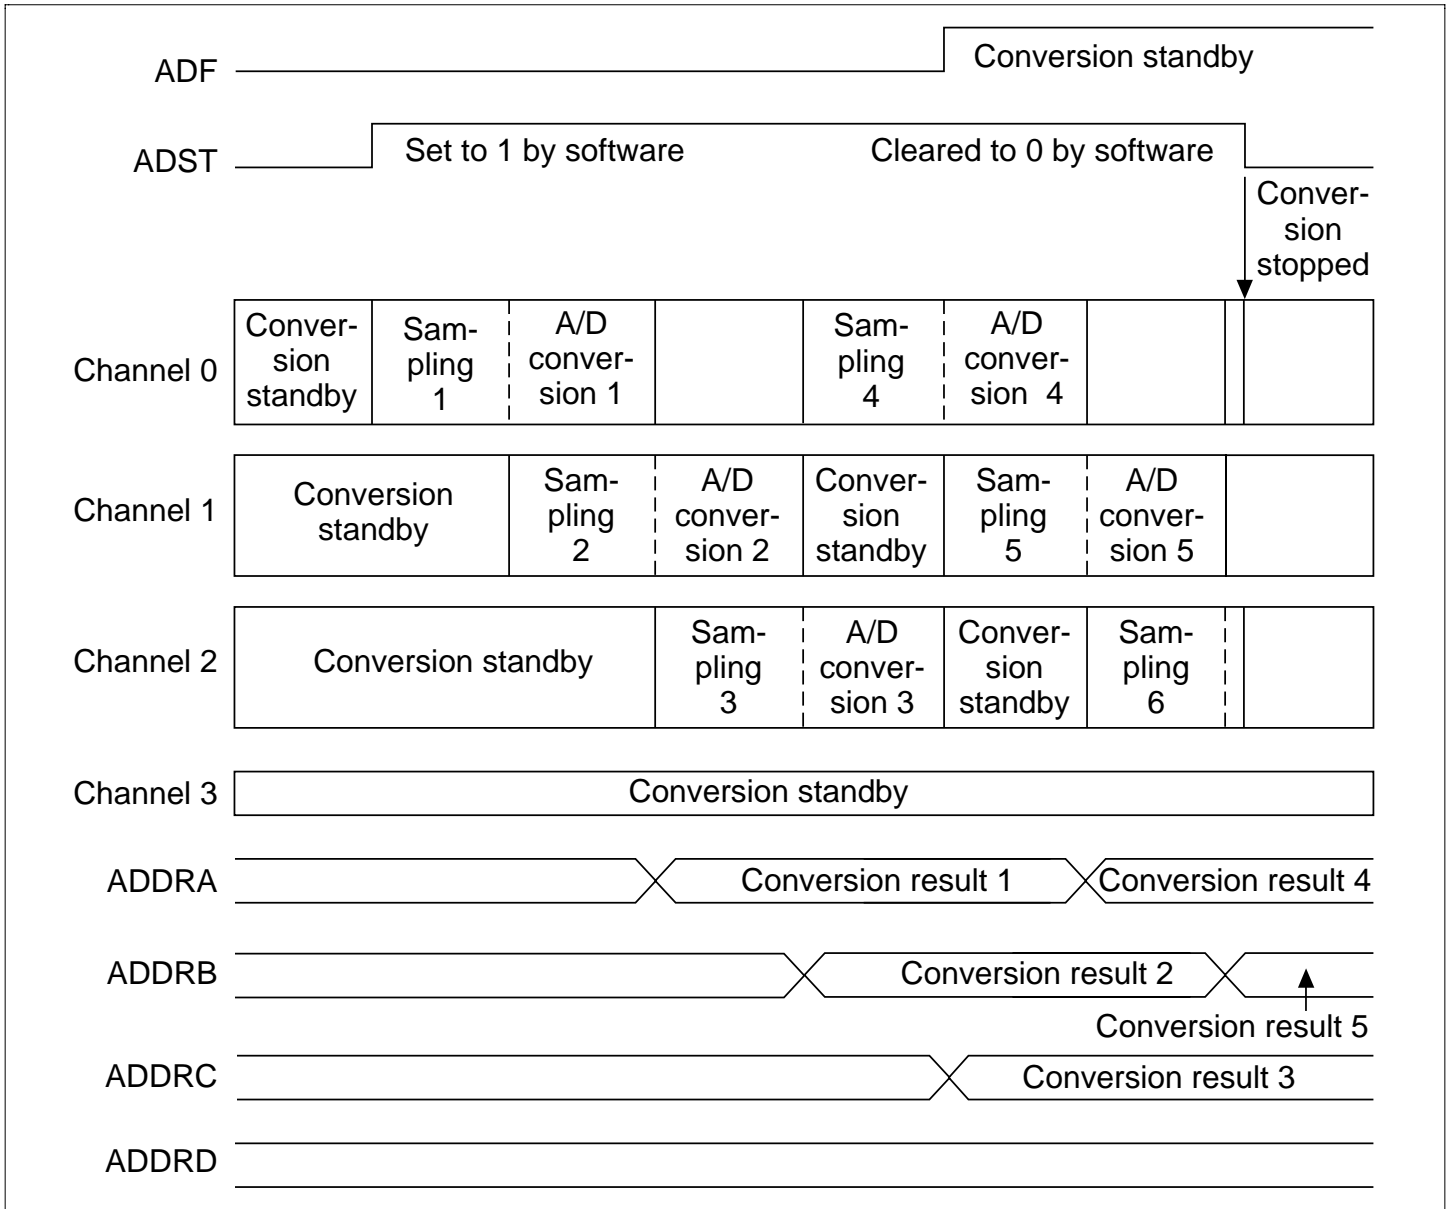 ADF
Conversion standby
ADST
Set to 1 by software
Cleared to 0 by software
Conver-
sion
stopped
Channel 0
Conver-
sion
standby
Sam-
pling
1
A/D
conver-
sion 1
Sam-
pling
4
A/D
conver-
sion 4
Channel 1
Conversion
standby
Sam-
pling
2
A/D
conver-
sion 2
Conver-
sion
standby
Sam-
pling
5
A/D
conver-
sion 5
Channel 2
Conversion standby
Sam-
pling
3
A/D
conver-
sion 3
Conver-
sion
standby
Sam-
pling
6
Channel 3
Conversion standby
ADDRA
Conversion result 1
Conversion result 4
ADDRB
Conversion result 2
Conversion result 5
ADDRC
Conversion result 3
ADDRD